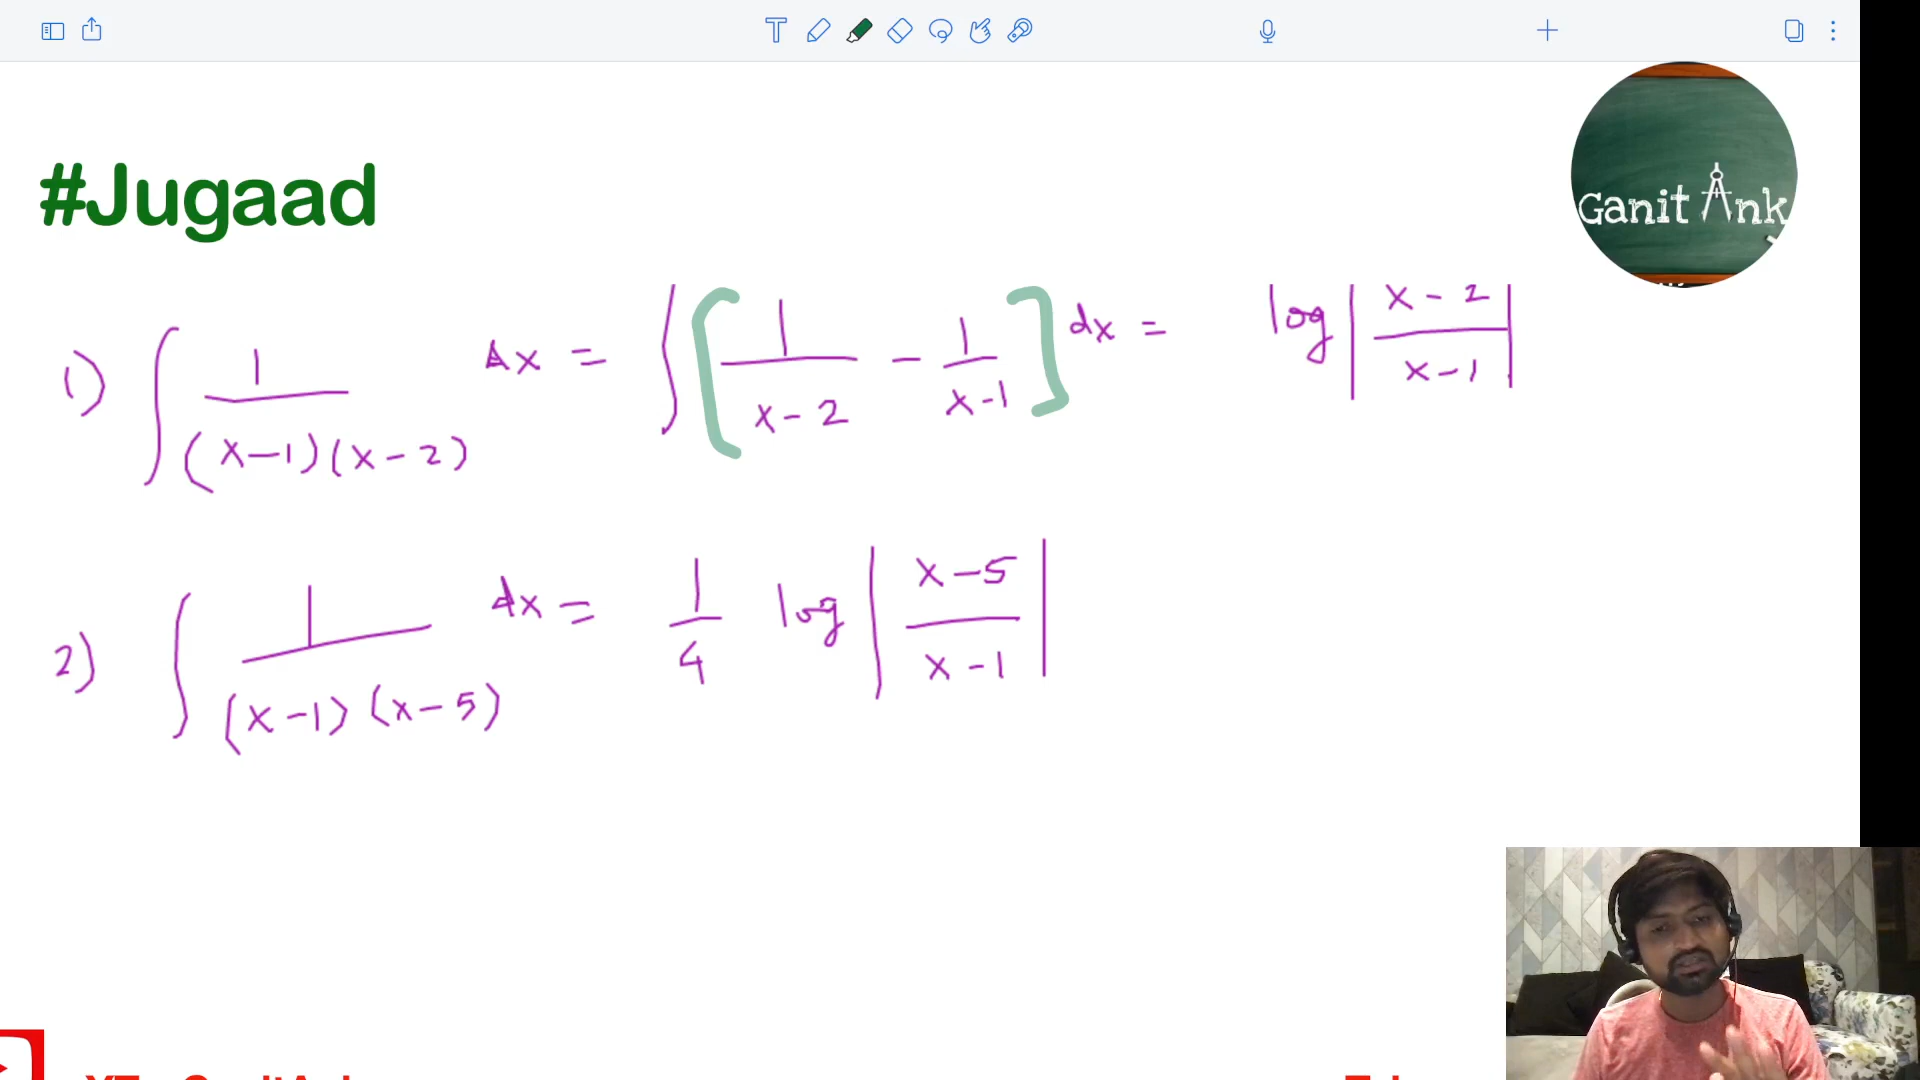 #Jugaad
Ganit Ank
1) ∫ 1/((x-1)(x-2)) dx = ∫ [1/(x-2) - 1/(x-1)] dx = log |(x-2)/(x-1)|
2) ∫ 1/((x-1)(x-5)) dx = 1/4 log |(x-5)/(x-1)|